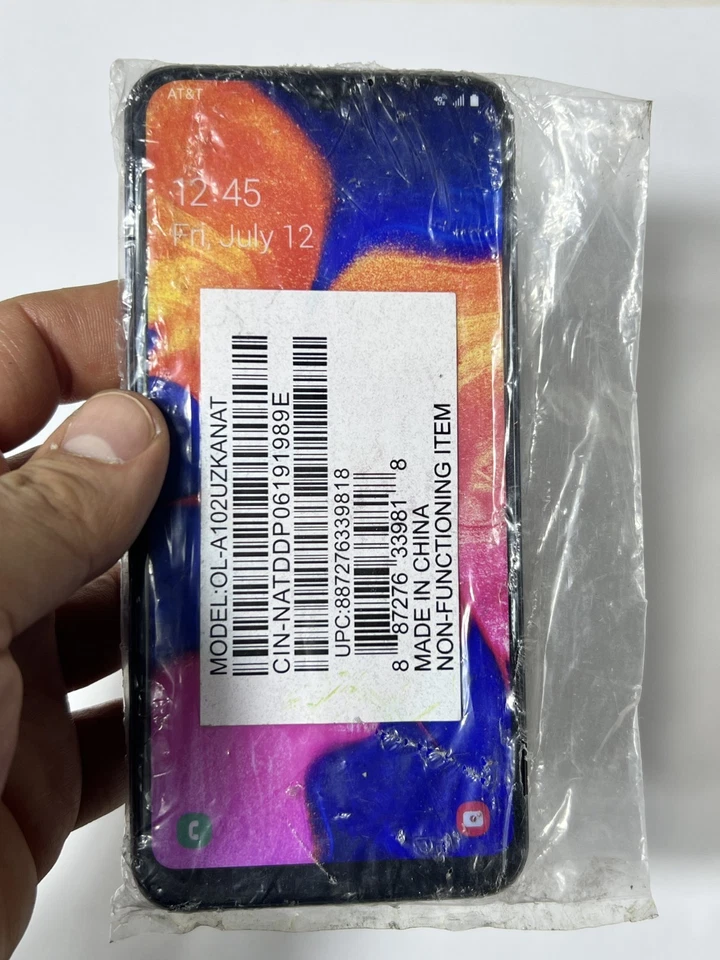 AT&T
12:45
Fri, July 12
MODEL:OL-A102UZKANAT
CIN-NATDDP06191989E
UPC:887276339818
8 87276 33981 8
MADE IN CHINA
NON-FUNCTIONING ITEM